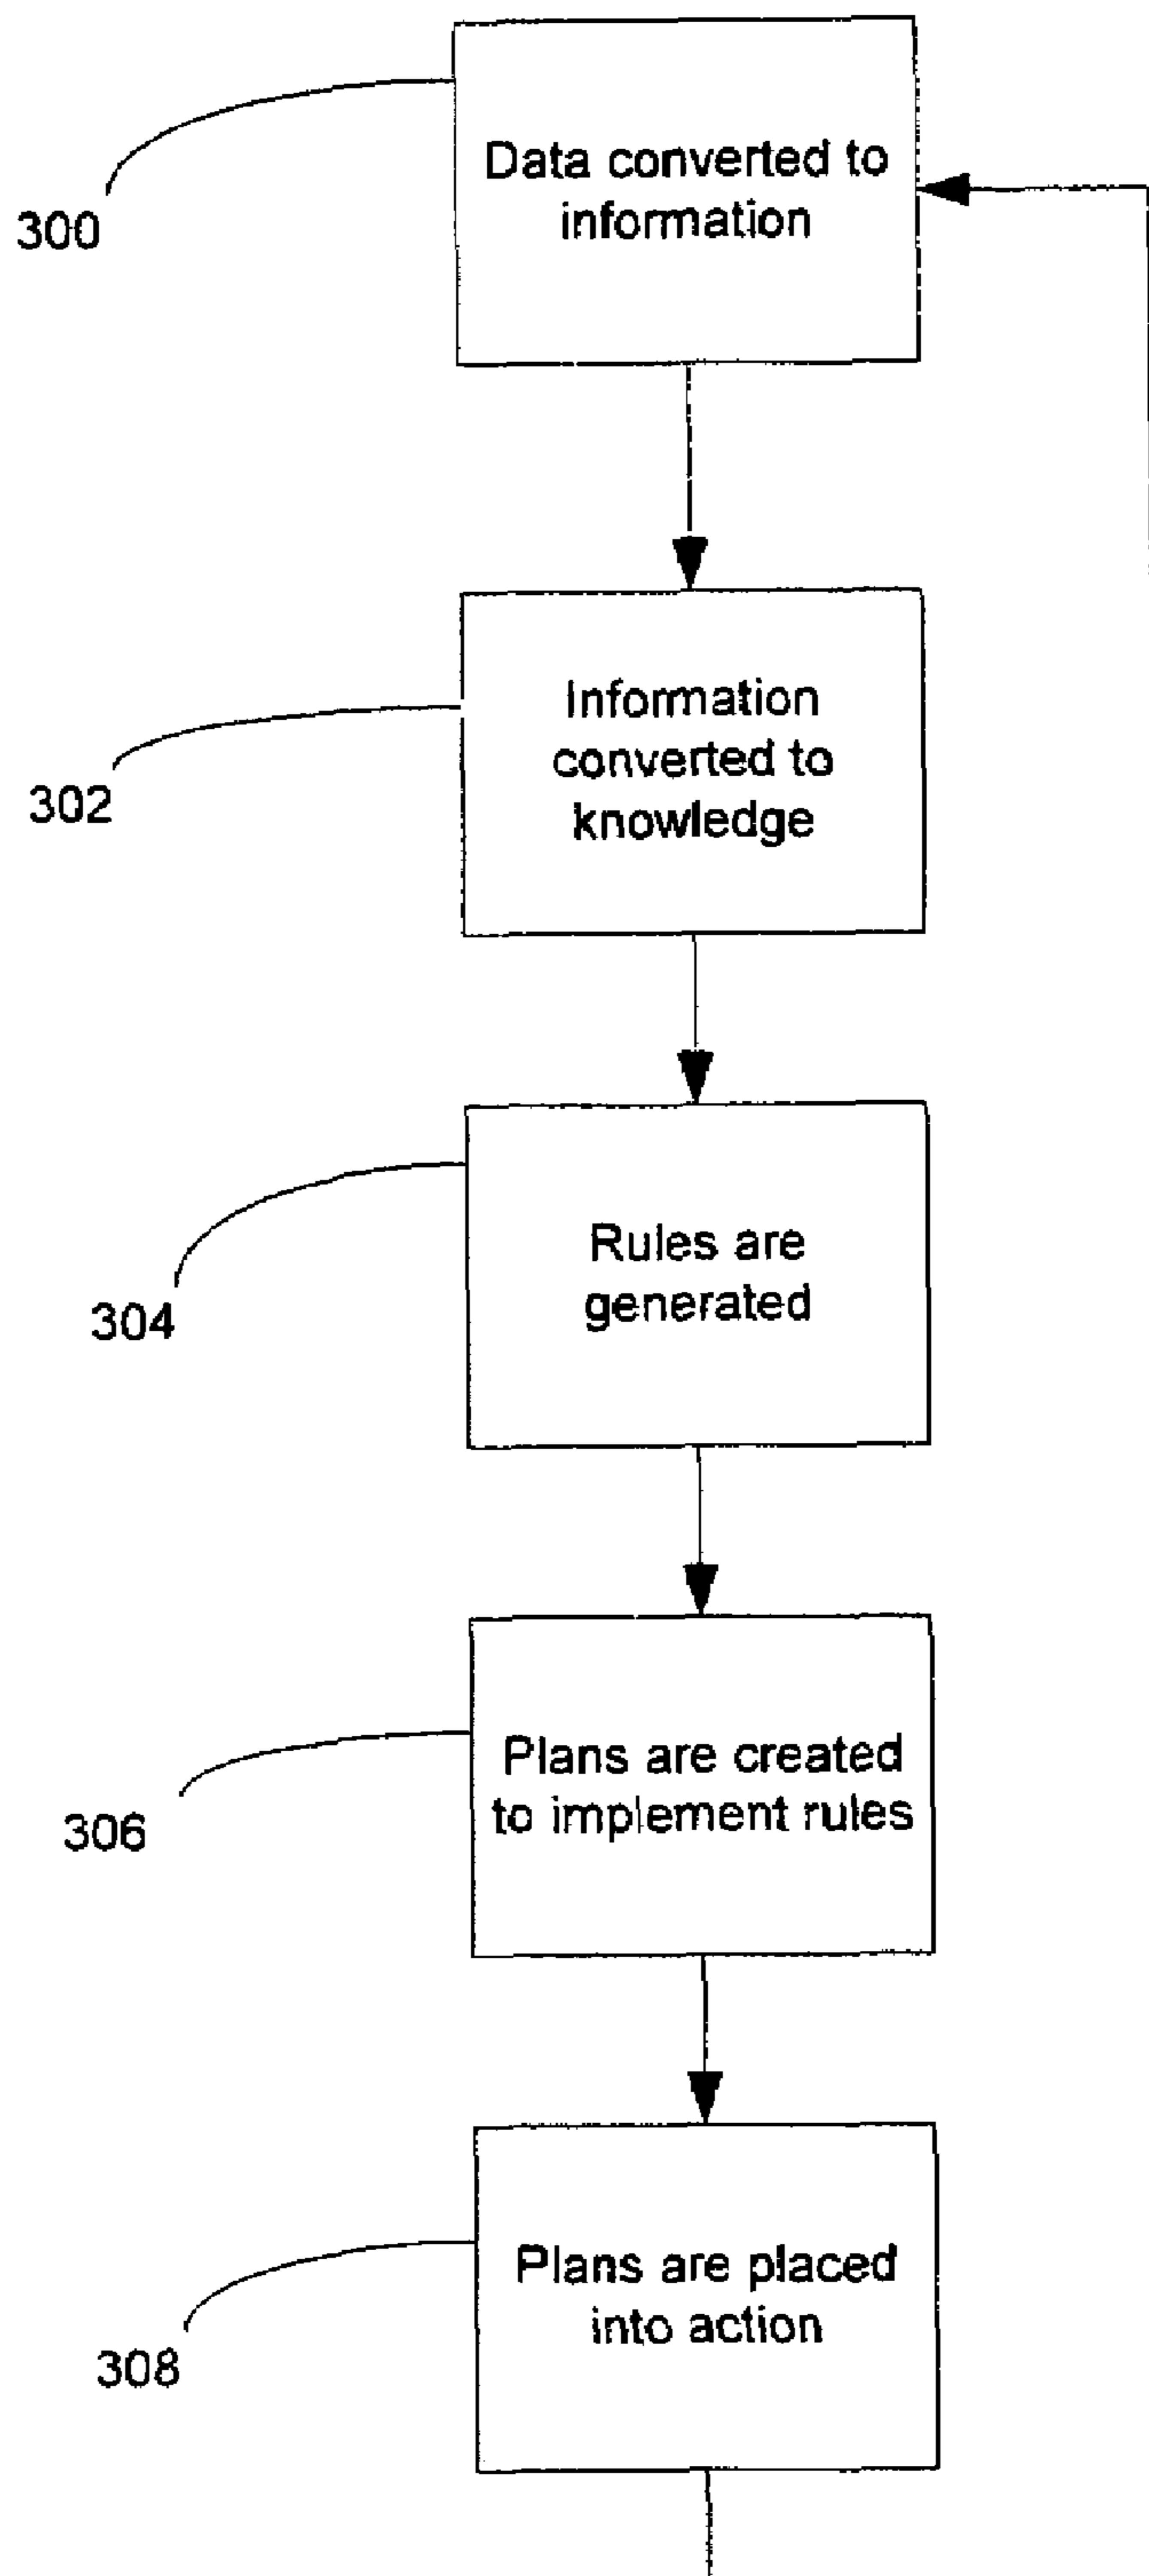 Data converted to
information
300
Information
converted to
knowledge
302
Rules are
generated
304
Plans are created
to implement rules
306
Plans are placed
into action
308